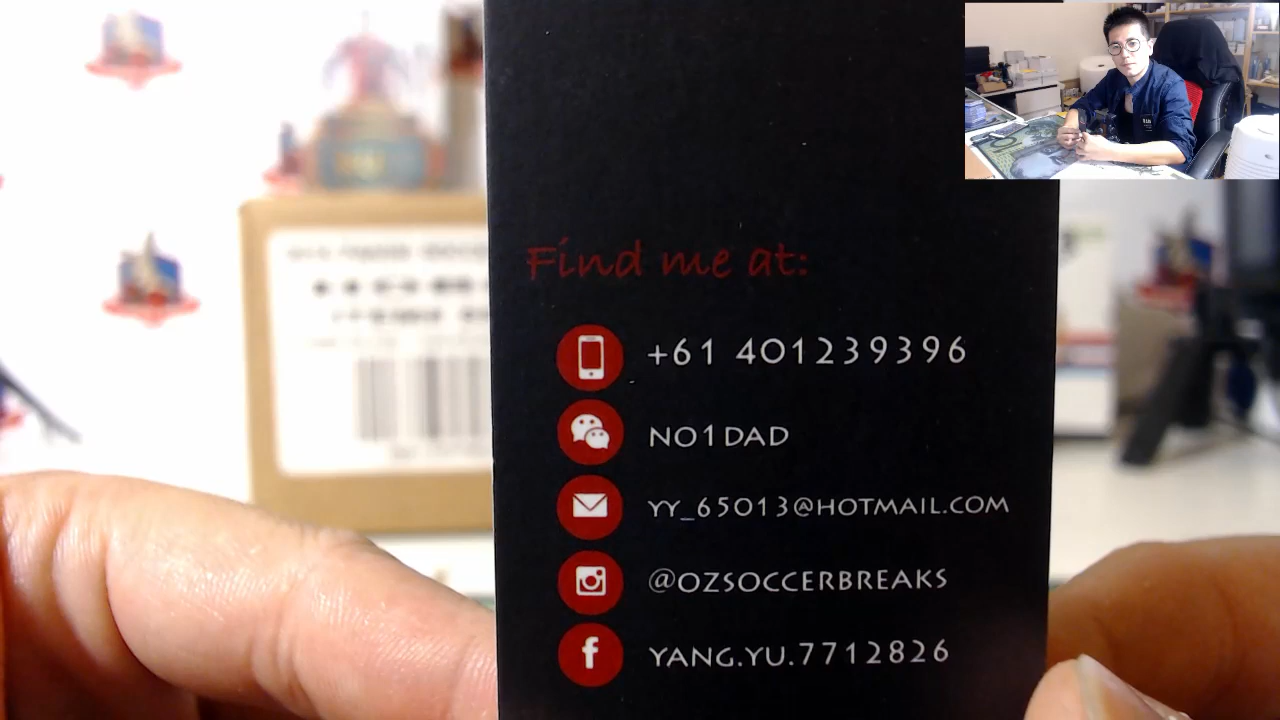 Find me at:
+61 401239396
NO1DAD
YY_65013@HOTMAIL.COM
@OZSOCCERBREAKS
YANG.YU.7712826